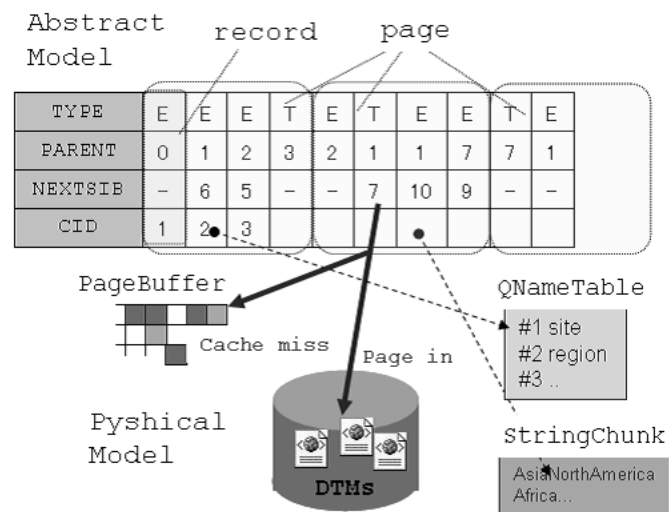 Abstract
Model
record
page
TYPE E E E T E T E E T E
PARENT 0 1 2 3 2 1 1 7 7 1
NEXTSIB - 6 5 - - 7 10 9 - -
CID 1 2 3
PageBuffer
Cache miss
Page in
QNameTable
#1 site
#2 region
#3 ..
Pyshical
Model
DTMs
stringChunk
AsiaNorthAmerica
Africa...